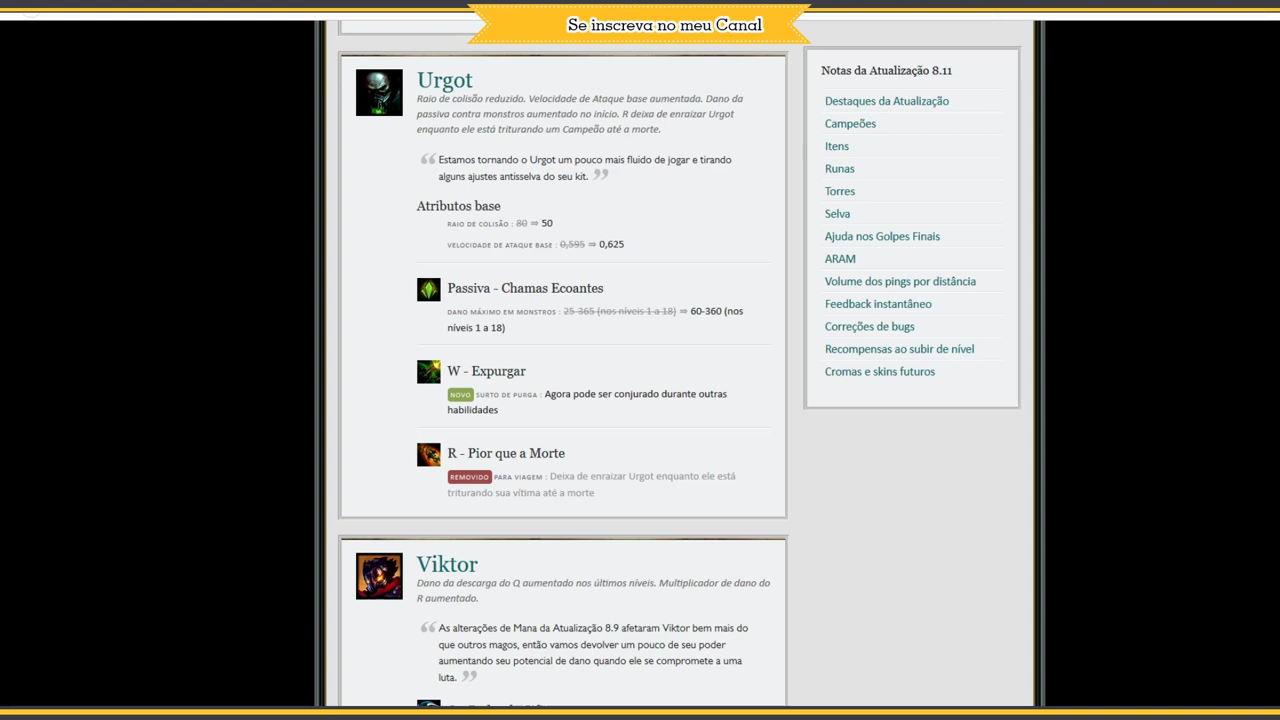 Se inscreva no meu Canal
Urgot
Raio de colisão reduzido. Velocidade de Ataque base aumentada. Dano da
passiva contra monstros aumentado no início. R deixa de enraizar Urgot
enquanto ele está triturando um Campeão até a morte.
“ Estamos tornando o Urgot um pouco mais fluido de jogar e tirando
alguns ajustes antisselva do seu kit. ”
Atributos base
RAIO DE COLISÃO : 80 ⇒ 50
VELOCIDADE DE ATAQUE BASE : 0,595 ⇒ 0,625
Passiva - Chamas Ecoantes
DANO MÁXIMO EM MONSTROS : 25-365 (nos níveis 1 a 18) ⇒ 60-360 (nos
níveis 1 a 18)
W - Expurgar
NOVO SURTO DE PURGA : Agora pode ser conjurado durante outras
habilidades
R - Pior que a Morte
REMOVIDO PARA VIAGEM : Deixa de enraizar Urgot enquanto ele está
triturando sua vítima até a morte
Viktor
Dano da descarga do Q aumentado nos últimos níveis. Multiplicador de dano do
R aumentado.
“ As alterações de Mana da Atualização 8.9 afetaram Viktor bem mais do
que outros magos, então vamos devolver um pouco de seu poder
aumentando seu potencial de dano quando ele se compromete a uma
luta. ”
Notas da Atualização 8.11
Destaques da Atualização
Campeões
Itens
Runas
Torres
Selva
Ajuda nos Golpes Finais
ARAM
Volume dos pings por distância
Feedback instantâneo
Correções de bugs
Recompensas ao subir de nível
Cromas e skins futuros